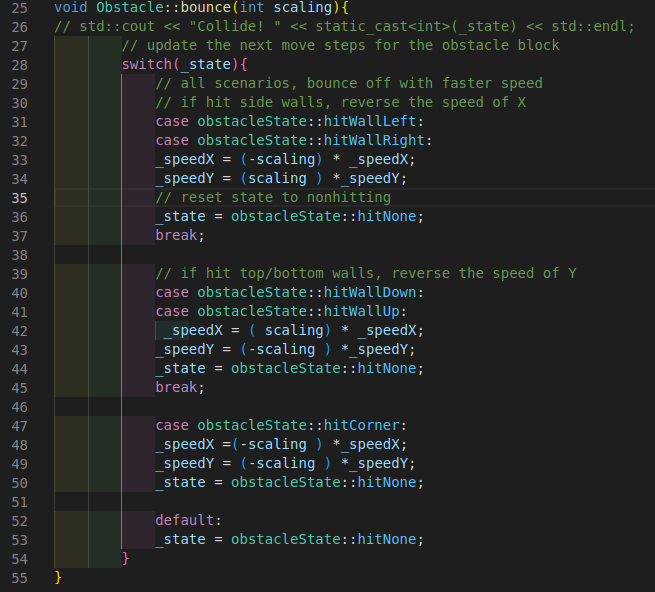 25 void Obstacle::bounce(int scaling){
26 // std::cout << "Collide! " << static_cast<int>(_state) << std::endl;
27 // update the next move steps for the obstacle block
28 switch(_state){
29 // all scenarios, bounce off with faster speed
30 // if hit side walls, reverse the speed of X
31 case obstacleState::hitWallLeft:
32 case obstacleState::hitWallRight:
33 _speedX = (-scaling) * _speedX;
34 _speedY = (scaling ) *_speedY;
35 // reset state to nonhitting
36 _state = obstacleState::hitNone;
37 break;
38
39 // if hit top/bottom walls, reverse the speed of Y
40 case obstacleState::hitWallDown:
41 case obstacleState::hitWallUp:
42 _speedX = ( scaling) * _speedX;
43 _speedY = (-scaling ) *_speedY;
44 _state = obstacleState::hitNone;
45 break;
46
47 case obstacleState::hitCorner:
48 _speedX =(-scaling ) *_speedX;
49 _speedY = (-scaling ) *_speedY;
50 _state = obstacleState::hitNone;
51
52 default:
53 _state = obstacleState::hitNone;
54 }
55 }